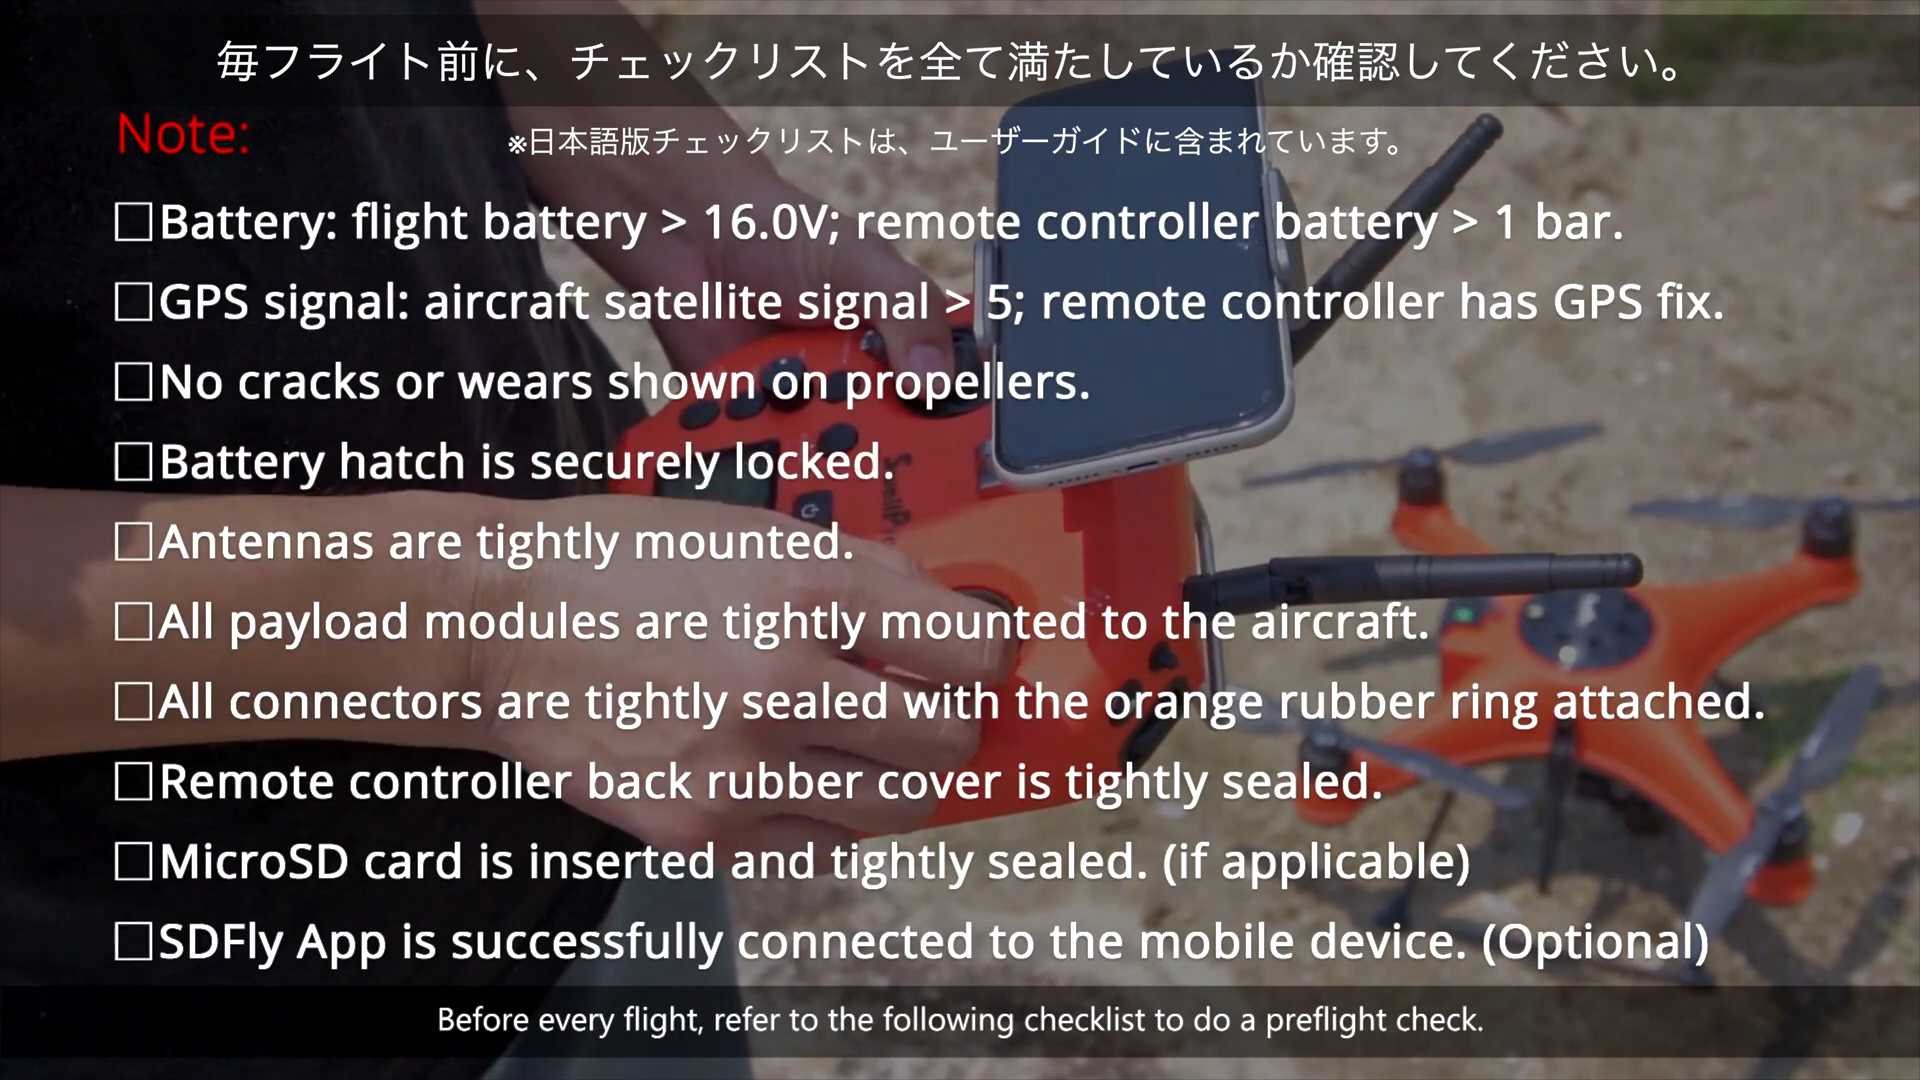 毎フライト前に、チェックリストを全て満たしているか確認してください。
Note:
※日本語版チェックリストは、ユーザーガイドに含まれています。
☐Battery: flight battery > 16.0V; remote controller battery > 1 bar.
☐GPS signal: aircraft satellite signal > 5; remote controller has GPS fix.
☐No cracks or wears shown on propellers.
☐Battery hatch is securely locked.
☐Antennas are tightly mounted.
☐All payload modules are tightly mounted to the aircraft.
☐All connectors are tightly sealed with the orange rubber ring attached.
☐Remote controller back rubber cover is tightly sealed.
☐MicroSD card is inserted and tightly sealed. (if applicable)
☐SDFly App is successfully connected to the mobile device. (Optional)
Before every flight, refer to the following checklist to do a preflight check.